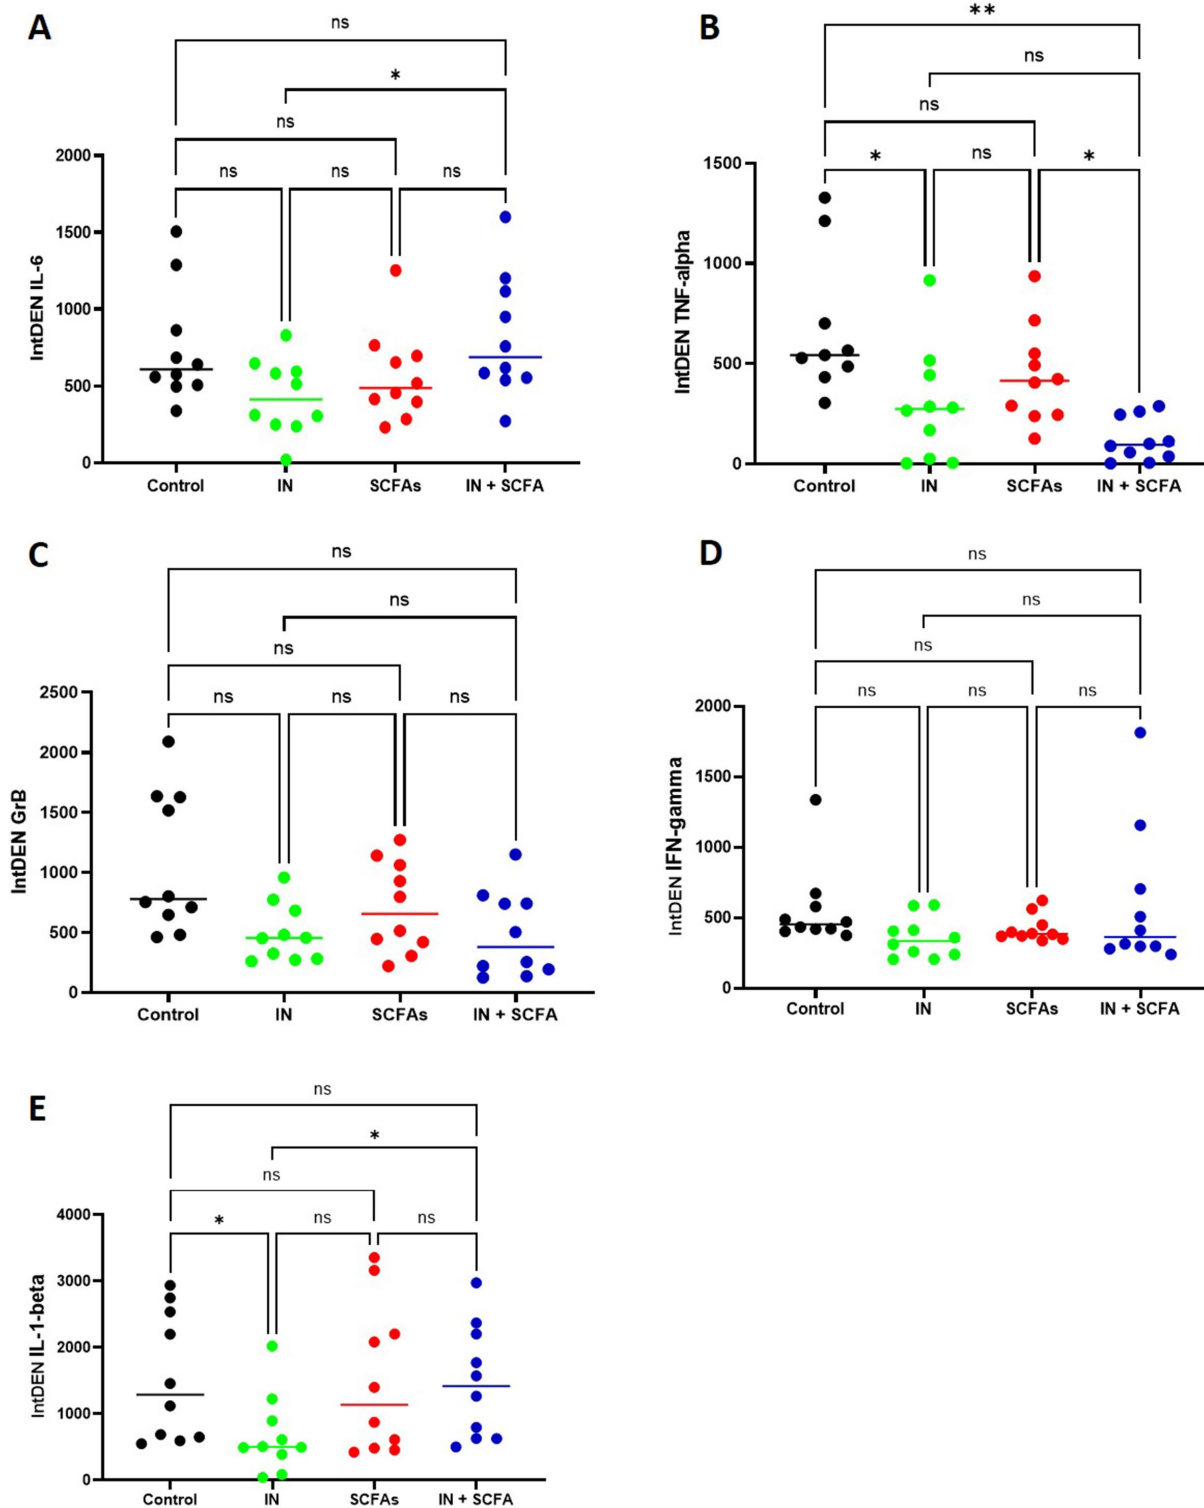 A
ns
*
ns
ns
ns
ns
IntDEN IL-6
2000
1500
1000
500
0
Control
IN
SCFAs
IN + SCFA
B
**
ns
ns
*
ns
*
IntDEN TNF-alpha
1500
1000
500
0
Control
IN
SCFAs
IN + SCFA
C
ns
ns
ns
ns
ns
ns
IntDEN GrB
2500
2000
1500
1000
500
0
Control
IN
SCFAs
IN + SCFA
D
ns
ns
ns
ns
ns
ns
IntDEN IFN-gamma
2000
1500
1000
500
0
Control
IN
SCFAs
IN + SCFA
E
ns
*
ns
*
ns
ns
IntDEN IL-1-beta
4000
3000
2000
1000
0
Control
IN
SCFAs
IN + SCFA